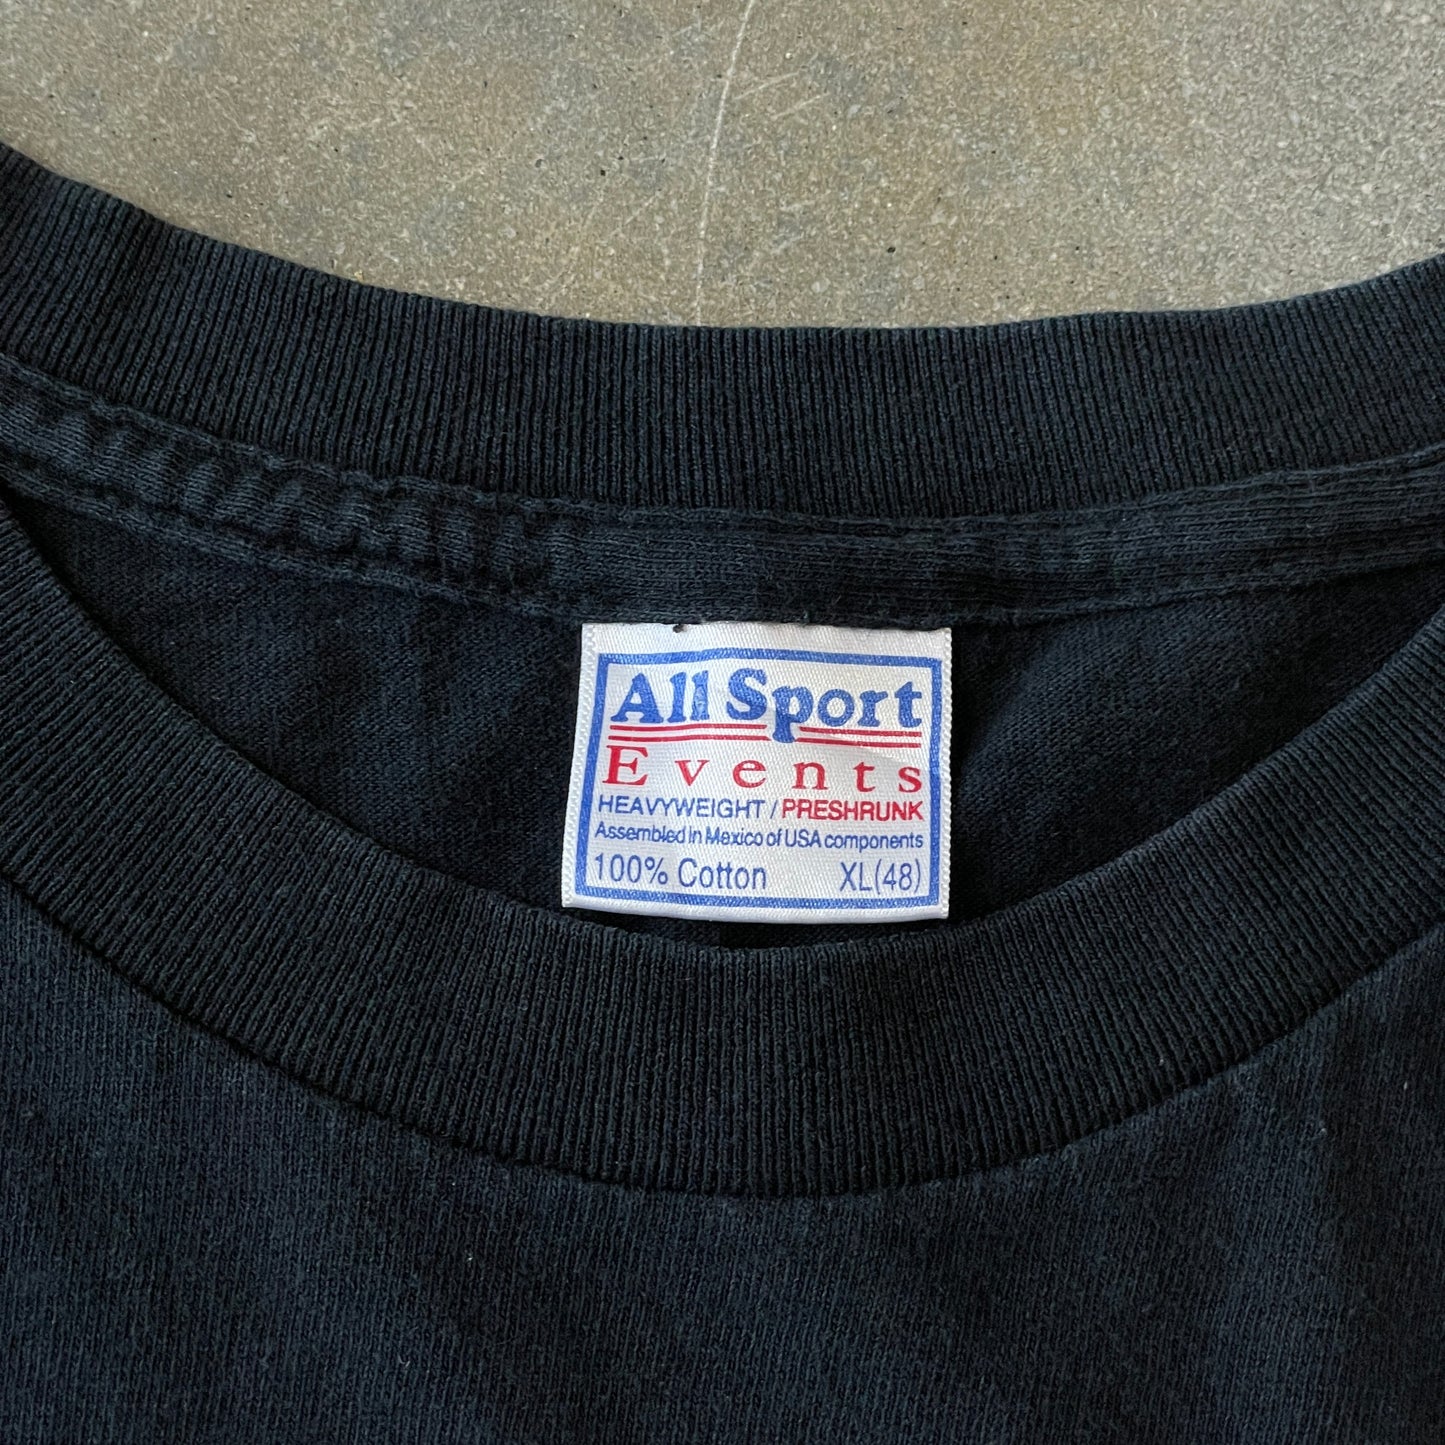 All Sport
Events
HEAVYWEIGHT / PRESHRUNK
Assembled in Mexico of USA components
100% Cotton XL(48)